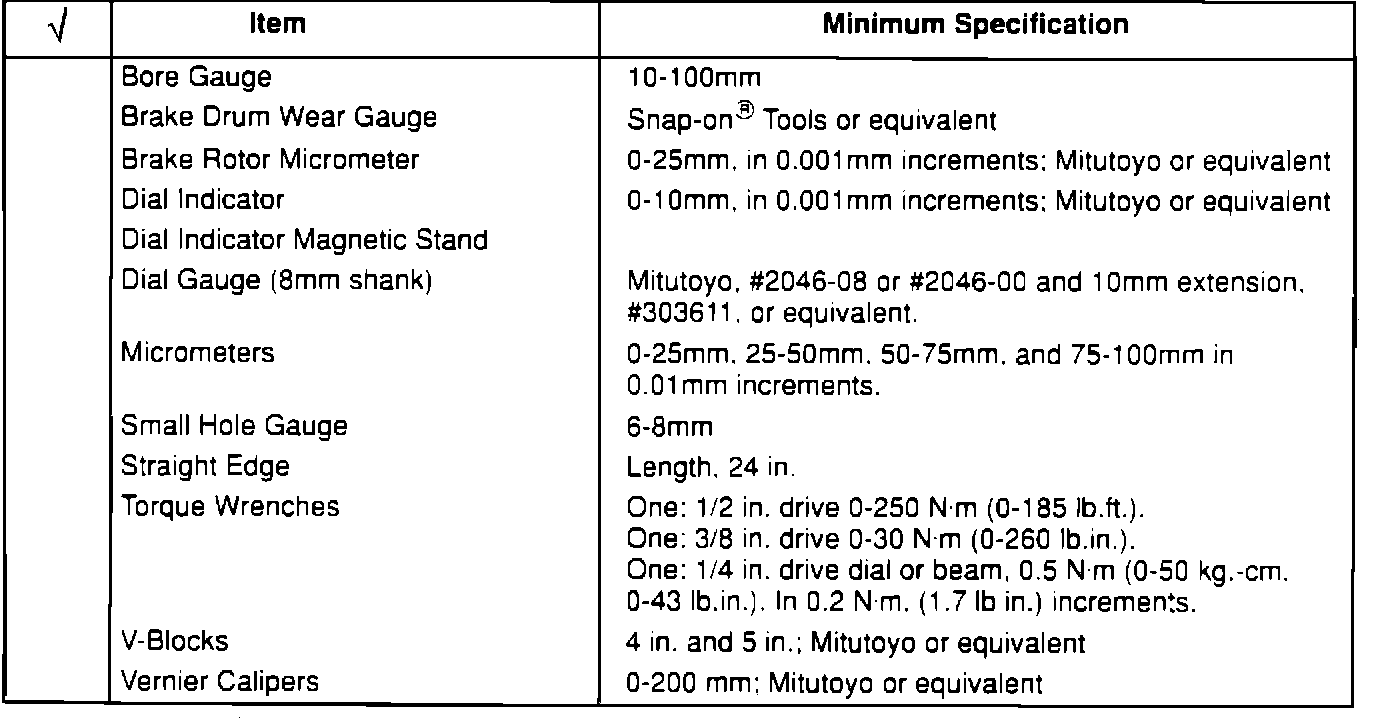 √ Item Minimum Specification
Bore Gauge 10-100mm
Brake Drum Wear Gauge Snap-on® Tools or equivalent
Brake Rotor Micrometer 0-25mm, in 0.001mm increments; Mitutoyo or equivalent
Dial Indicator 0-10mm, in 0.001mm increments; Mitutoyo or equivalent
Dial Indicator Magnetic Stand
Dial Gauge (8mm shank) Mitutoyo, #2046-08 or #2046-00 and 10mm extension,
#303611, or equivalent.
Micrometers 0-25mm, 25-50mm, 50-75mm, and 75-100mm in
0.01mm increments.
Small Hole Gauge 6-8mm
Straight Edge Length, 24 in.
Torque Wrenches One: 1/2 in. drive 0-250 N·m (0-185 lb.ft.).
One: 3/8 in. drive 0-30 N·m (0-260 lb.in.).
One: 1/4 in. drive dial or beam, 0.5 N·m (0-50 kg.-cm.
0-43 lb.in.). In 0.2 N·m, (1.7 lb in.) increments.
V-Blocks 4 in. and 5 in.; Mitutoyo or equivalent
Vernier Calipers 0-200 mm; Mitutoyo or equivalent